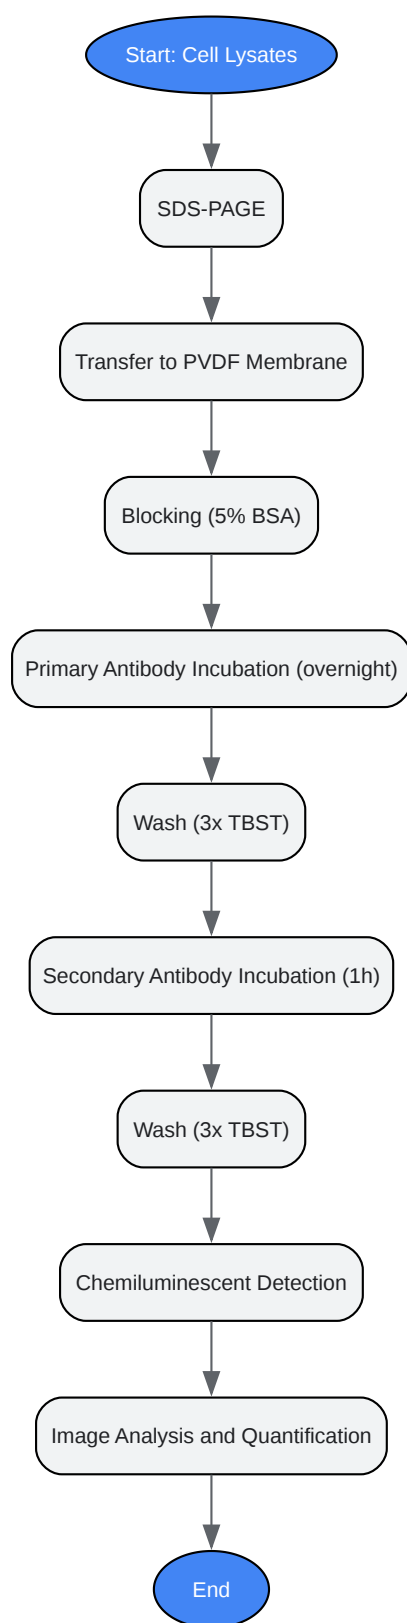 Start: Cell Lysates
SDS-PAGE
Transfer to PVDF Membrane
Blocking (5% BSA)
Primary Antibody Incubation (overnight)
Wash (3x TBST)
Secondary Antibody Incubation (1h)
Wash (3x TBST)
Chemiluminescent Detection
Image Analysis and Quantification
End